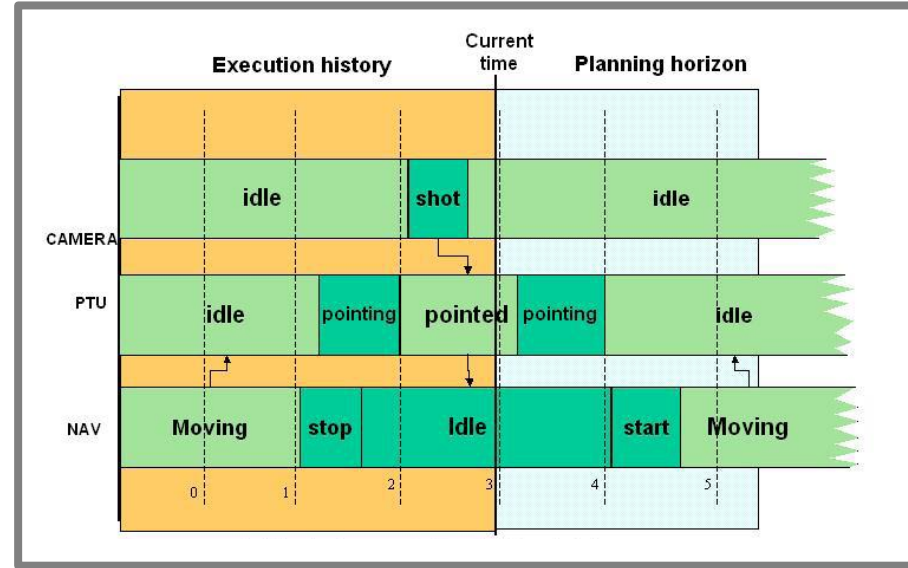 Execution history
Current
time
Planning horizon
CAMERA
idle
shot
idle
PTU
idle
pointing
pointed
pointing
idle
NAV
Moving
stop
Idle
start
Moving
0
1
2
3
4
5